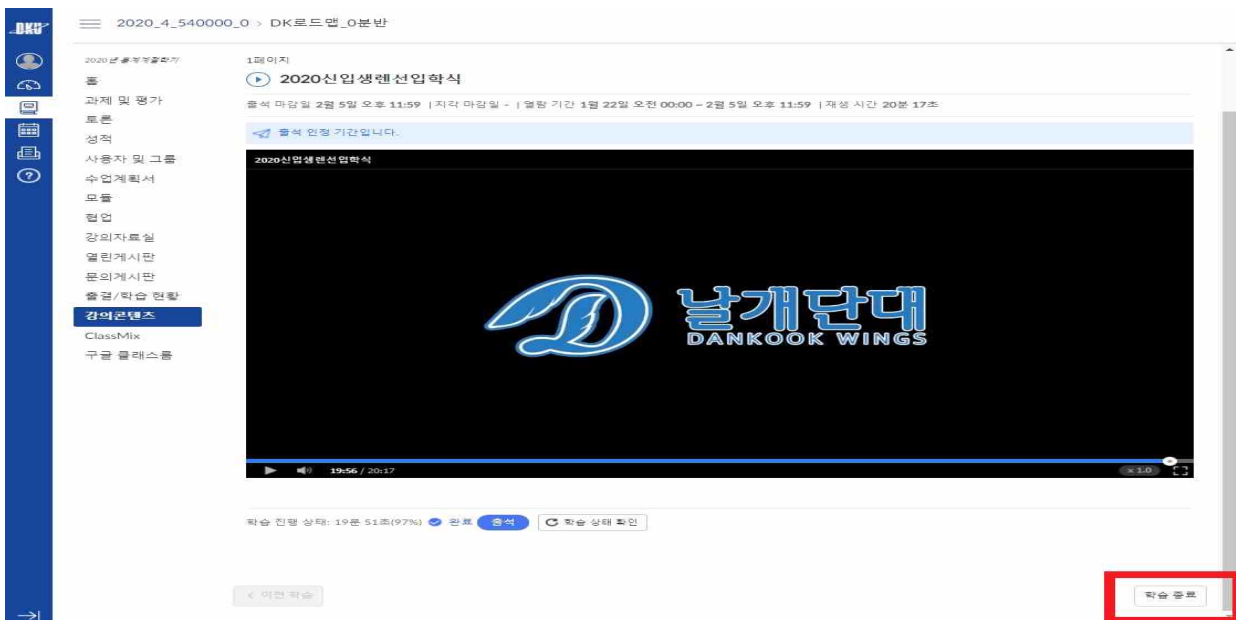 DKU
2020_4_540000_0 > DK로드맵_0분반
2020년 동계계절학기
홈
과제 및 평가
토론
성적
사용자 및 그룹
수업계획서
모듈
협업
강의자료실
열린게시판
문의게시판
출결/학습 현황
강의콘텐츠
ClassMix
구글 클래스룸
1페이지
2020신입생랜선입학식
출석 마감일 2월 5일 오후 11:59 | 지각 마감일 - | 열람 기간 1월 22일 오전 00:00 – 2월 5일 오후 11:59 | 재생 시간 20분 17초
출석 인정 기간입니다.
2020신입생랜선입학식
날개단대
DANKOOK WINGS
19:56 / 20:17
x 1.0
학습 진행 상태: 19분 51초(97%) 완료 출석 학습 상태 확인
< 이전 학습
학습 종료